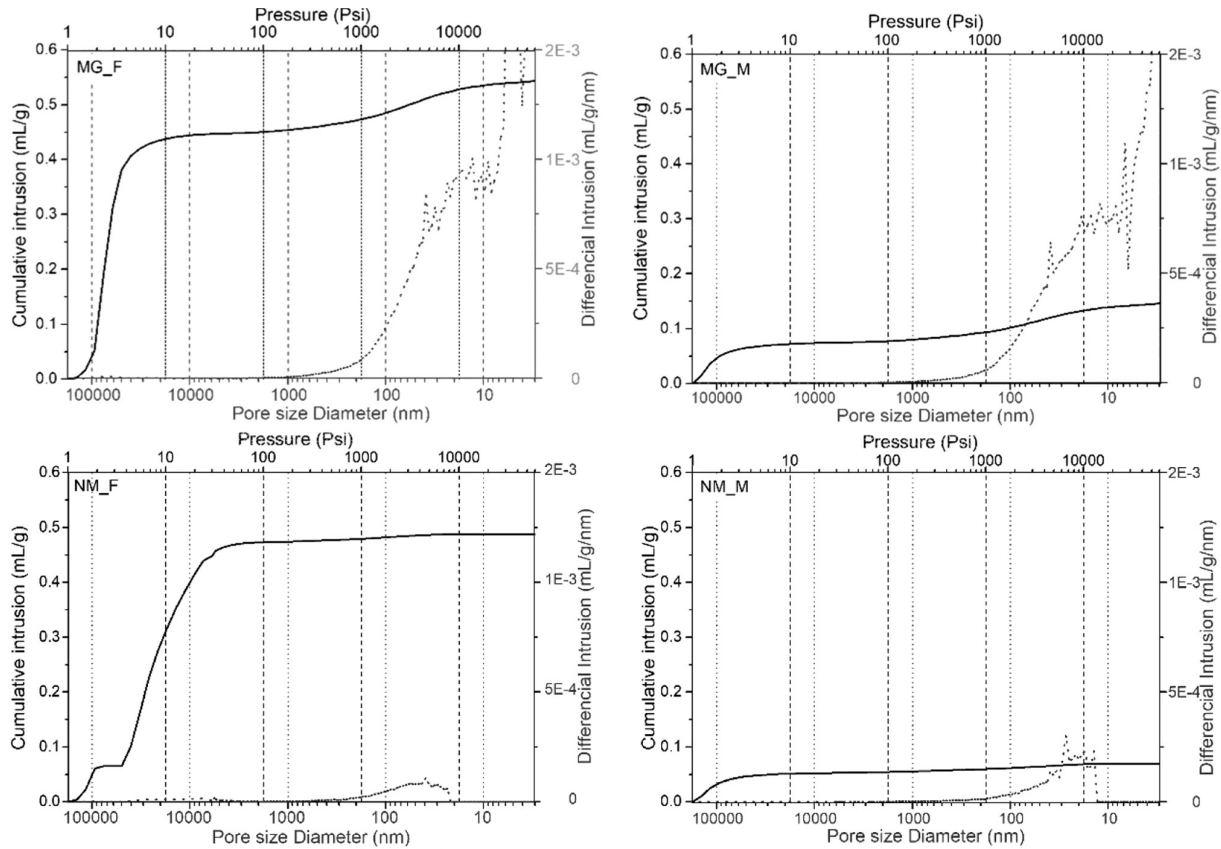 Pressure (Psi)
1 10 100 1000 10000
MG_F
Cumulative intrusion (mL/g)
0.6
0.5
0.4
0.3
0.2
0.1
0.0
2E-3
1E-3
5E-4
0
Differencial Intrusion (mL/g/nm)
100000 10000 1000 100 10
Pore size Diameter (nm)
Pressure (Psi)
1 10 100 1000 10000
MG_M
Cumulative intrusion (mL/g)
0.6
0.5
0.4
0.3
0.2
0.1
0.0
2E-3
1E-3
5E-4
0
Differencial Intrusion (mL/g/nm)
100000 10000 1000 100 10
Pore size Diameter (nm)
Pressure (Psi)
1 10 100 1000 10000
NM_F
Cumulative intrusion (mL/g)
0.6
0.5
0.4
0.3
0.2
0.1
0.0
2E-3
1E-3
5E-4
0
Differencial Intrusion (mL/g/nm)
100000 10000 1000 100 10
Pore size Diameter (nm)
Pressure (Psi)
1 10 100 1000 10000
NM_M
Cumulative intrusion (mL/g)
0.6
0.5
0.4
0.3
0.2
0.1
0.0
2E-3
1E-3
5E-4
0
Differencial Intrusion (mL/g/nm)
100000 10000 1000 100 10
Pore size Diameter (nm)